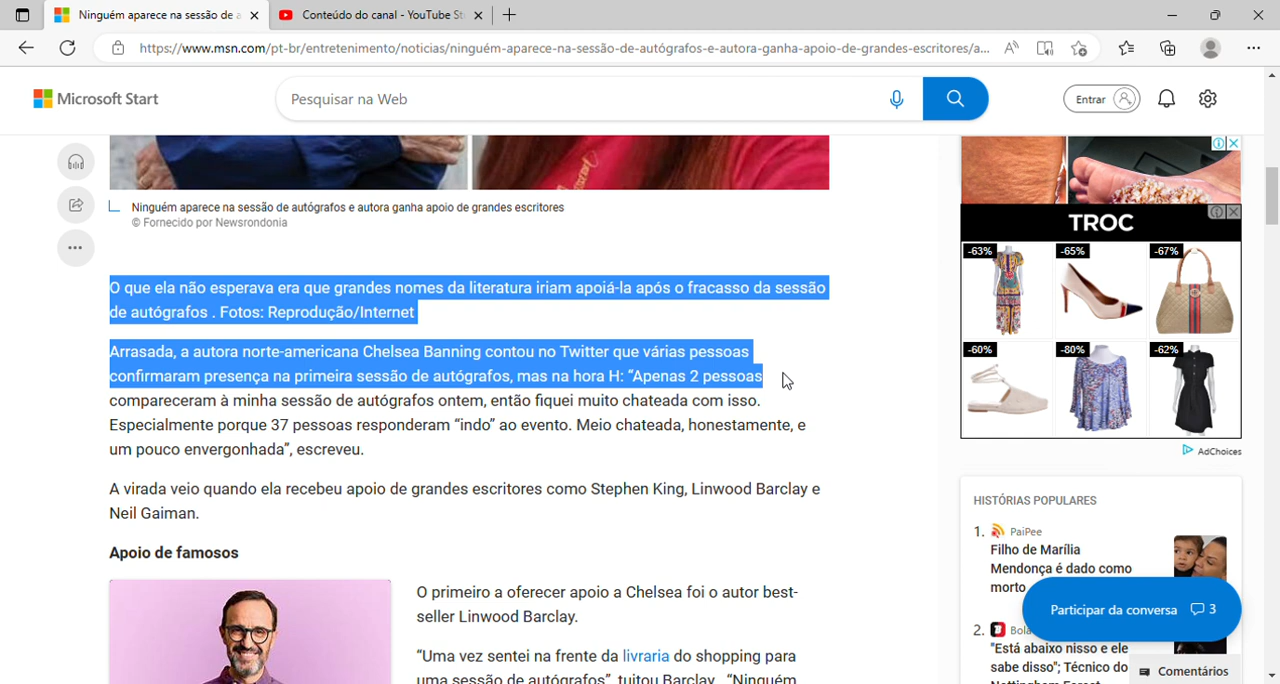 Ninguém aparece na sessão de a
Conteúdo do canal - YouTube St
https://www.msn.com/pt-br/entretenimento/noticias/ninguém-aparece-na-sessão-de-autógrafos-e-autora-ganha-apoio-de-grandes-escritores/a...
Microsoft Start
Pesquisar na Web
Entrar
Ninguém aparece na sessão de autógrafos e autora ganha apoio de grandes escritores
© Fornecido por Newsrondonia
O que ela não esperava era que grandes nomes da literatura iriam apoiá-la após o fracasso da sessão
de autógrafos . Fotos: Reprodução/Internet
Arrasada, a autora norte-americana Chelsea Banning contou no Twitter que várias pessoas
confirmaram presença na primeira sessão de autógrafos, mas na hora H: “Apenas 2 pessoas
compareceram à minha sessão de autógrafos ontem, então fiquei muito chateada com isso.
Especialmente porque 37 pessoas responderam “indo” ao evento. Meio chateada, honestamente, e
um pouco envergonhada”, escreveu.
A virada veio quando ela recebeu apoio de grandes escritores como Stephen King, Linwood Barclay e
Neil Gaiman.
Apoio de famosos
O primeiro a oferecer apoio a Chelsea foi o autor best-
seller Linwood Barclay.
“Uma vez sentei na frente da livraria do shopping para
uma sessão de autógrafos”, tuitou Barclay. “Ninguém
TROC
-63%
-65%
-67%
-60%
-80%
-62%
AdChoices
HISTÓRIAS POPULARES
1. PaiPee
Filho de Marília
Mendonça é dado como
morto
Participar da conversa 3
2. Bola
"Está abaixo nisso e ele
sabe disso"; Técnico do
Nottingham Forest
Comentários